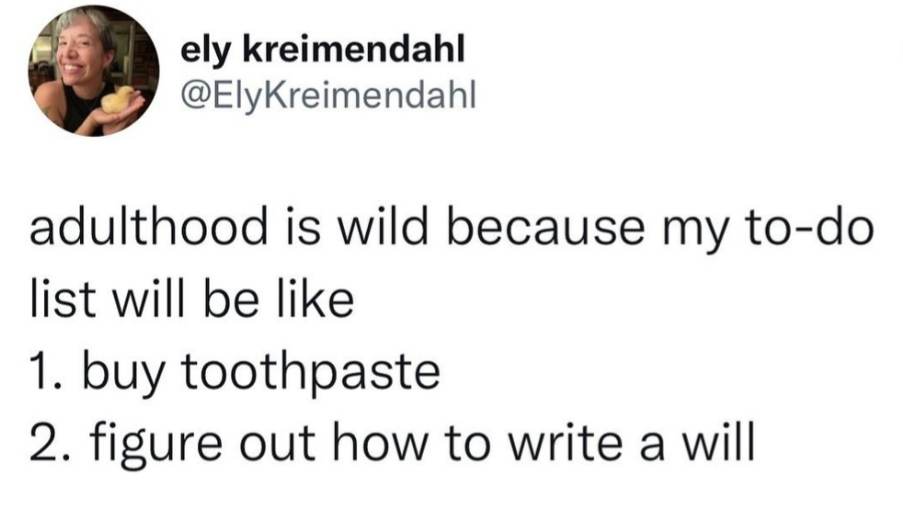 ely kreimendahl
@ElyKreimendahl
adulthood is wild because my to-do
list will be like
1. buy toothpaste
2. figure out how to write a will